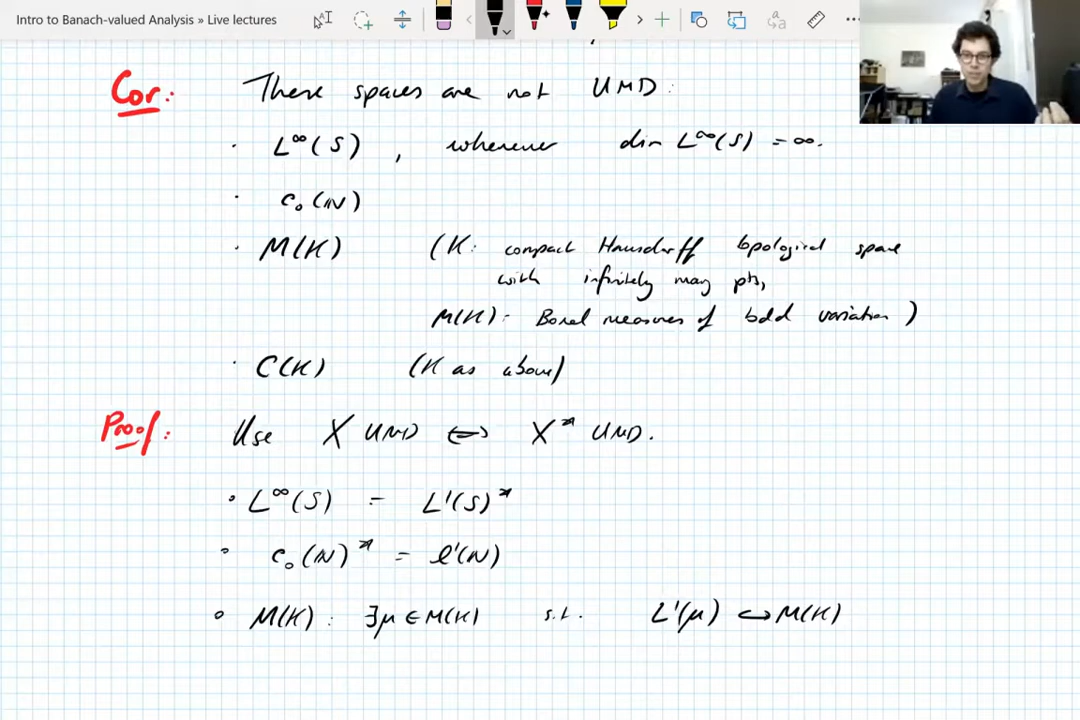 Intro to Banach-valued Analysis » Live lectures
Cor: These spaces are not UMD:
· L^∞(S), whenever dim L^∞(S) = ∞.
· c₀(ℕ)
· M(K) (K: compact Hausdorff topological space
with infinitely many pts,
M(K): Borel measures of bdd variation)
· C(K) (K as above)
Proof: Use X UMD ⇔ X* UMD.
• L^∞(S) = L¹(S)*
• c₀(ℕ)* = ℓ¹(ℕ)
• M(K): ∃μ ∈ M(K) s.t. L¹(μ) ↪ M(K)